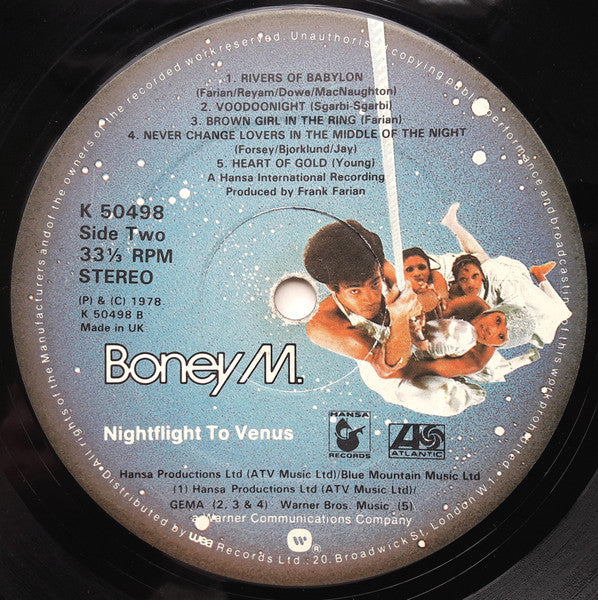 1. RIVERS OF BABYLON
(Farian/Reyam/Dowe/MacNaughton)
2. VOODOONIGHT (Sgarbi-Sgarbi)
3. BROWN GIRL IN THE RING (Farian)
4. NEVER CHANGE LOVERS IN THE MIDDLE OF THE NIGHT
(Forsey/Bjorklund/Jay)
5. HEART OF GOLD (Young)
A Hansa International Recording
Produced by Frank Farian
K 50498
Side Two
33⅓ RPM
STEREO
(P) & (C) 1978
K 50498 B
Made in UK
Boney M.
Nightflight To Venus
HANSA
RECORDS
ATLANTIC
Hansa Productions Ltd (ATV Music Ltd)/Blue Mountain Music Ltd
(1) Hansa Productions Ltd (ATV Music Ltd)/
GEMA (2, 3 & 4) Warner Bros. Music (5).
a Warner Communications Company
®
All rights of the Manufacturers and of the owners of the recorded work reserved. Unauthorised copying public performance and broadcasting of this work prohibited.
Distributed by wea Records Ltd: 20. Broadwick St. London W1.